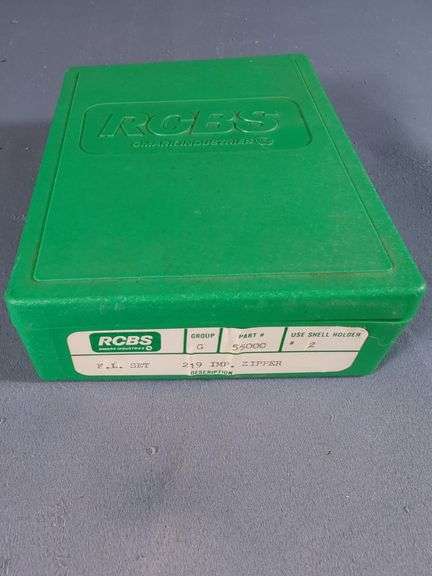 RCBS
OMARK INDUSTRIES
RCBS GROUP PART # USE SHELL HOLDER
OMARK INDUSTRIES G 55000 # 2
F.L. SET 219 IMP. ZIPPER
DESCRIPTION